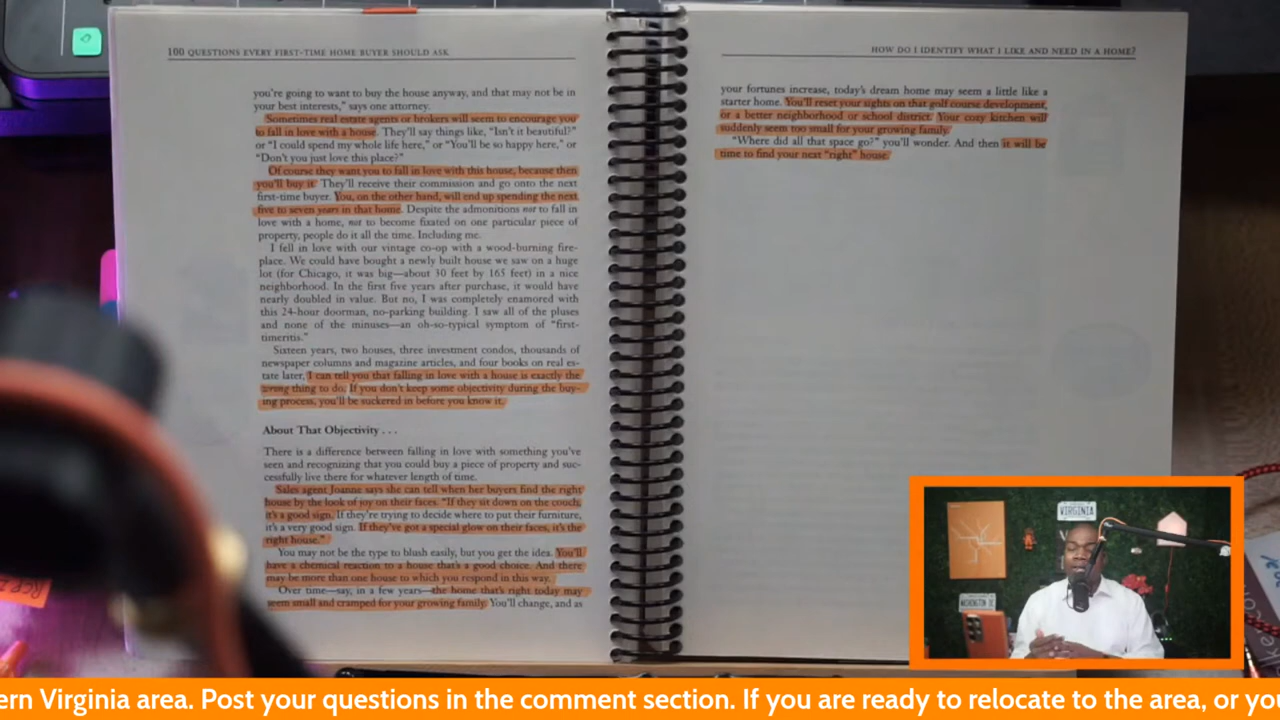 100 QUESTIONS EVERY FIRST-TIME HOME BUYER SHOULD ASK
you're going to want to buy the house anyway, and that may not be in
your best interests," says one attorney.
Sometimes real estate agents or brokers will seem to encourage you
to fall in love with a house. They'll say things like, "Isn't it beautiful?"
or "I could spend my whole life here," or "You'll be so happy here," or
"Don't you just love this place?"
Of course they want you to fall in love with this house, because then
you'll buy it. They'll receive their commission and go onto the next
first-time buyer. You, on the other hand, will end up spending the next
five to seven years in that home. Despite the admonitions not to fall in
love with a home, not to become fixated on one particular piece of
property, people do it all the time. Including me.
I fell in love with our vintage co-op with a wood-burning fire-
place. We could have bought a newly built house we saw on a huge
lot (for Chicago, it was big—about 30 feet by 165 feet) in a nice
neighborhood. In the first five years after purchase, it would have
nearly doubled in value. But no, I was completely enamored with
this 24-hour doorman, no-parking building. I saw all of the pluses
and none of the minuses—an oh-so-typical symptom of "first-
timeritis."
Sixteen years, two houses, three investment condos, thousands of
newspaper columns and magazine articles, and four books on real es-
tate later, I can tell you that falling in love with a house is exactly the
wrong thing to do. If you don't keep some objectivity during the buy-
ing process, you'll be suckered in before you know it.
About That Objectivity . . .
There is a difference between falling in love with something you've
seen and recognizing that you could buy a piece of property and suc-
cessfully live there for whatever length of time.
Sales agent Joanne says she can tell when her buyers find the right
house by the look of joy on their faces. "If they sit down on the couch,
it's a good sign. If they're trying to decide where to put their furniture,
it's a very good sign. If they've got a special glow on their faces, it's the
right house."
You may not be the type to blush easily, but you get the idea. You'll
have a chemical reaction to a house that's a good choice. And there
may be more than one house to which you respond in this way.
Over time—say, in a few years—the home that's right today may
seem small and cramped for your growing family. You'll change, and as
HOW DO I IDENTIFY WHAT I LIKE AND NEED IN A HOME?
your fortunes increase, today's dream home may seem a little like a
starter home. You'll reset your sights on that golf course development,
or a better neighborhood or school district. Your cozy kitchen will
suddenly seem too small for your growing family.
"Where did all that space go?" you'll wonder. And then it will be
time to find your next "right" house.
VIRGINIA
WASHINGTON DC
ern Virginia area. Post your questions in the comment section. If you are ready to relocate to the area, or you